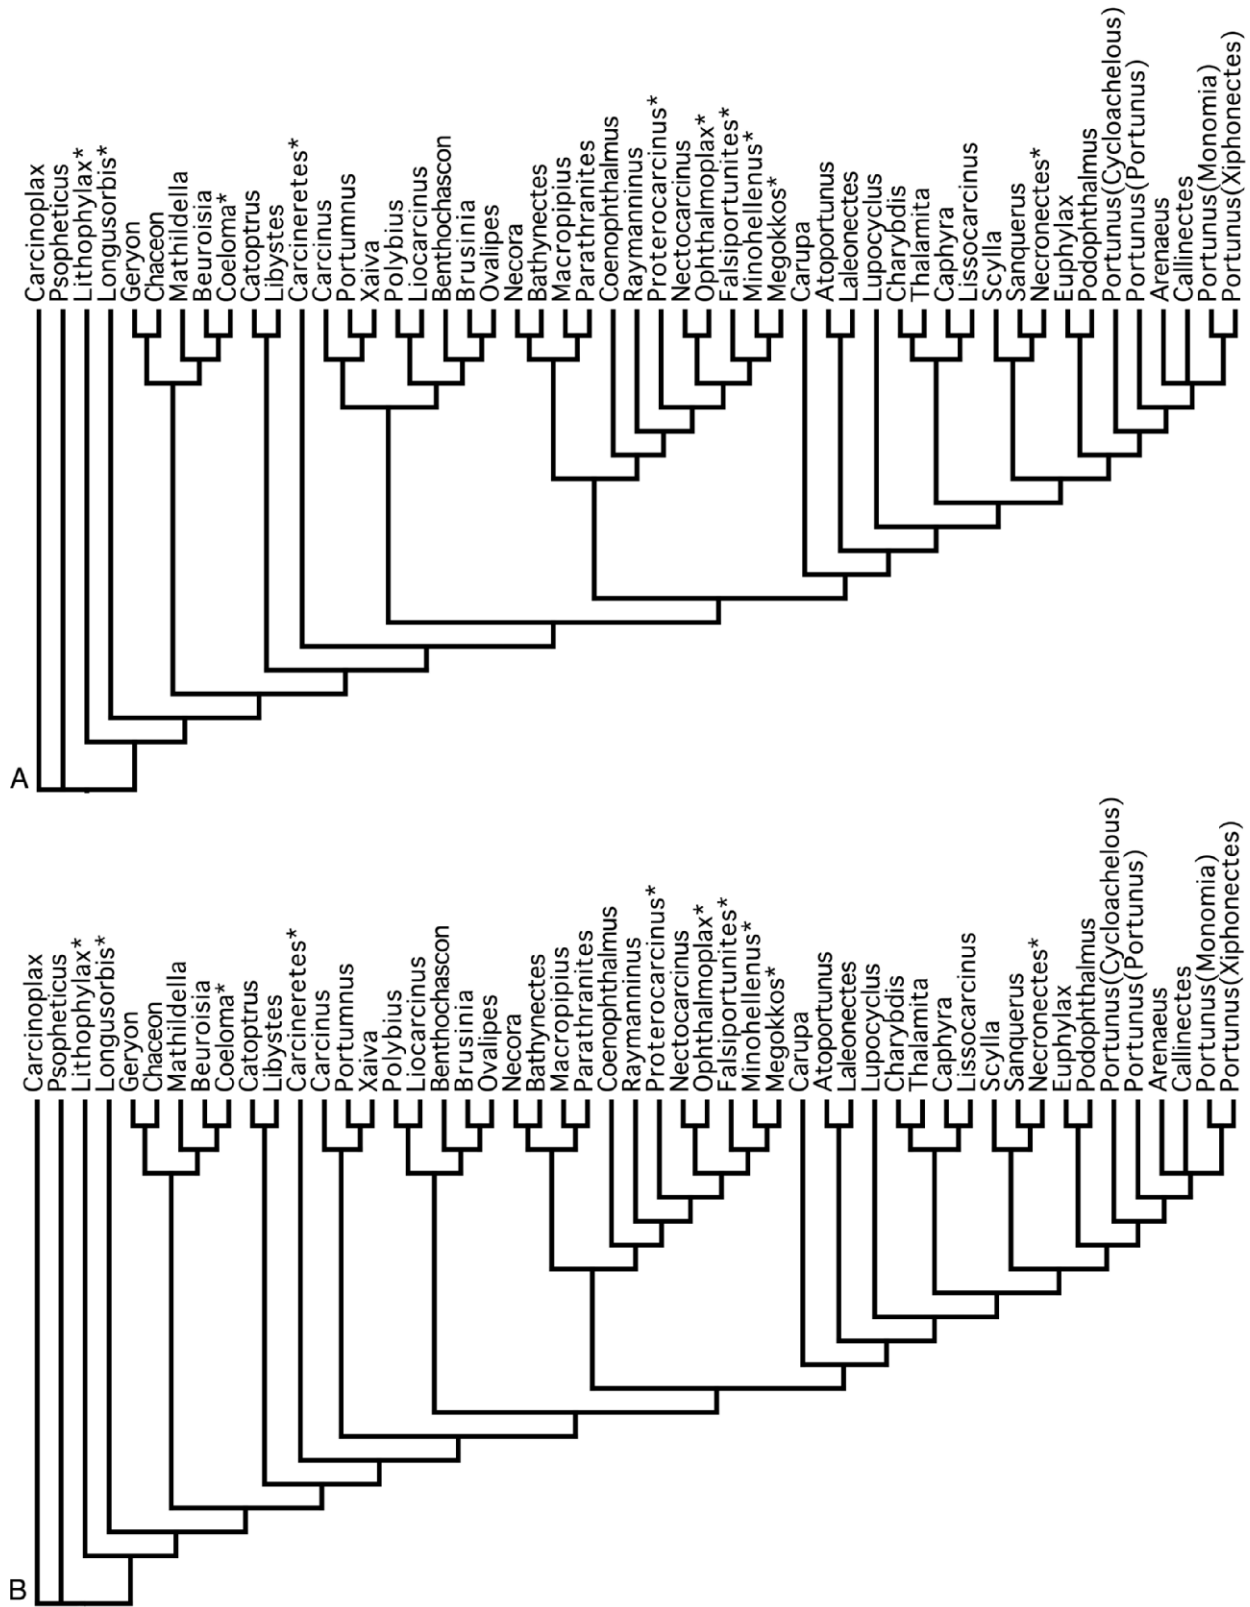 Carcinoplax
Psopheticus
Lithophylax*
Longusorbis*
Geryon
Chaceon
Mathildella
Beuroisia
Coeloma*
Catoptrus
Libystes
Carcineretes*
Carcinus
Portumnus
Xaiva
Polybius
Liocarcinus
Benthochascon
Brusinia
Ovalipes
Necora
Bathynectes
Macropipius
Parathranites
Coenophthalmus
Raymanninus
Proterocarcinus*
Nectocarcinus
Ophthalmoplax*
Falsiportunites*
Minohellenus*
Megokkos*
Carupa
Atoportunus
Laleonectes
Lupocyclus
Charybdis
Thalamita
Caphyra
Lissocarcinus
Scylla
Sanquerus
Necronectes*
Euphylax
Podophthalmus
Portunus(Cycloachelous)
Portunus(Portunus)
Arenaeus
Callinectes
Portunus(Monomia)
Portunus(Xiphonectes)
A
Carcinoplax
Psopheticus
Lithophylax*
Longusorbis*
Geryon
Chaceon
Mathildella
Beuroisia
Coeloma*
Catoptrus
Libystes
Carcineretes*
Carcinus
Portumnus
Xaiva
Polybius
Liocarcinus
Benthochascon
Brusinia
Ovalipes
Necora
Bathynectes
Macropipius
Parathranites
Coenophthalmus
Raymanninus
Proterocarcinus*
Nectocarcinus
Ophthalmoplax*
Falsiportunites*
Minohellenus*
Megokkos*
Carupa
Atoportunus
Laleonectes
Lupocyclus
Charybdis
Thalamita
Caphyra
Lissocarcinus
Scylla
Sanquerus
Necronectes*
Euphylax
Podophthalmus
Portunus(Cycloachelous)
Portunus(Portunus)
Arenaeus
Callinectes
Portunus(Monomia)
Portunus(Xiphonectes)
B